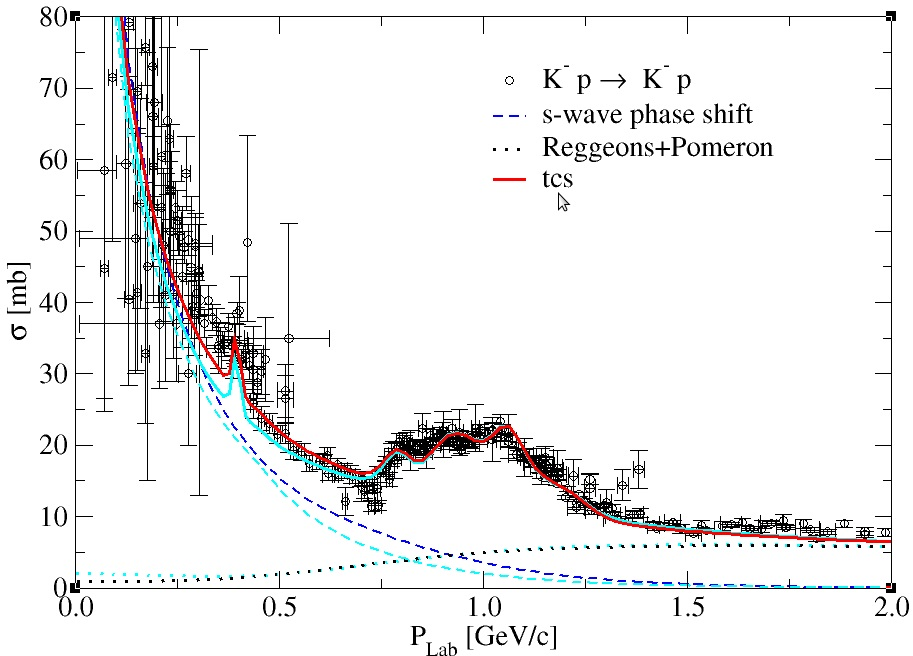 80
70
60
50
40
30
20
10
0
σ [mb]
K⁻ p → K⁻ p
s-wave phase shift
Reggeons+Pomeron
tcs
0.0 0.5 1.0 1.5 2.0
P_Lab [GeV/c]